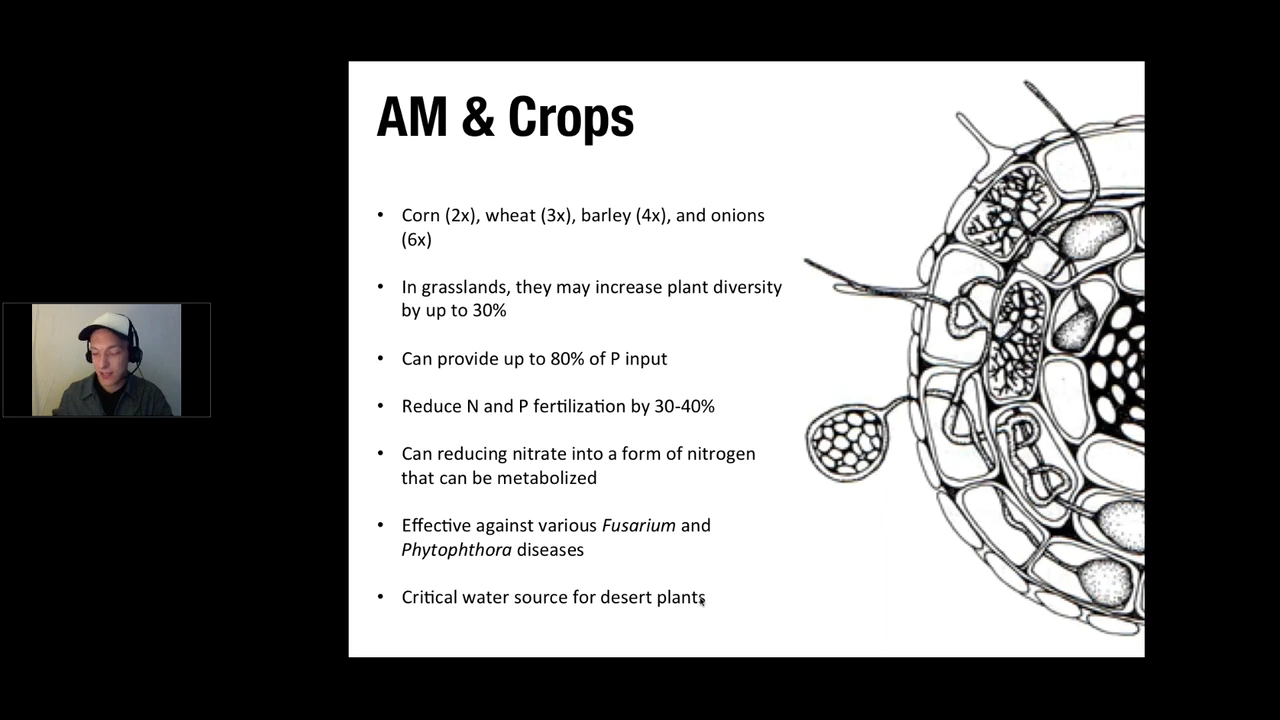 AM & Crops
• Corn (2x), wheat (3x), barley (4x), and onions
(6x)
• In grasslands, they may increase plant diversity
by up to 30%
• Can provide up to 80% of P input
• Reduce N and P fertilization by 30-40%
• Can reducing nitrate into a form of nitrogen
that can be metabolized
• Effective against various Fusarium and
Phytophthora diseases
• Critical water source for desert plants